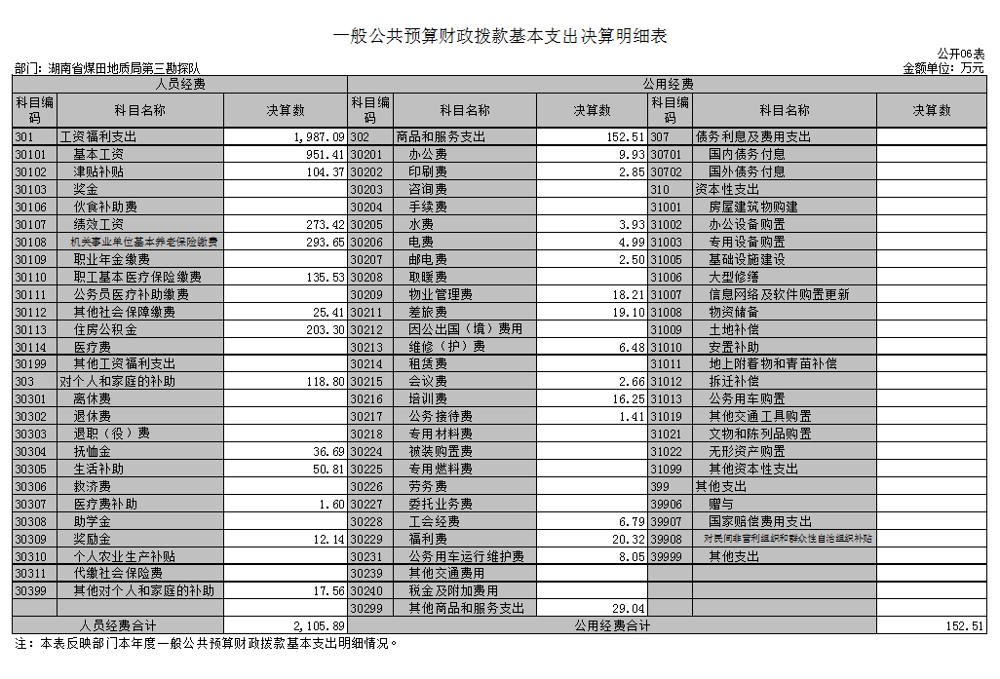 一般公共预算财政拨款基本支出决算明细表
公开06表
部门：湖南省煤田地质局第三勘探队 金额单位：万元
人员经费 公用经费
科目编码 科目名称 决算数 科目编码 科目名称 决算数 科目编码 科目名称 决算数
301 工资福利支出 1,987.09 302 商品和服务支出 152.51 307 债务利息及费用支出
30101 基本工资 951.41 30201 办公费 9.93 30701 国内债务付息
30102 津贴补贴 104.37 30202 印刷费 2.85 30702 国外债务付息
30103 奖金 30203 咨询费 310 资本性支出
30106 伙食补助费 30204 手续费 31001 房屋建筑物购建
30107 绩效工资 273.42 30205 水费 3.93 31002 办公设备购置
30108 机关事业单位基本养老保险缴费 293.65 30206 电费 4.99 31003 专用设备购置
30109 职业年金缴费 30207 邮电费 2.50 31005 基础设施建设
30110 职工基本医疗保险缴费 135.53 30208 取暖费 31006 大型修缮
30111 公务员医疗补助缴费 30209 物业管理费 18.21 31007 信息网络及软件购置更新
30112 其他社会保障缴费 25.41 30211 差旅费 19.10 31008 物资储备
30113 住房公积金 203.30 30212 因公出国（境）费用 31009 土地补偿
30114 医疗费 30213 维修（护）费 6.48 31010 安置补助
30199 其他工资福利支出 30214 租赁费 31011 地上附着物和青苗补偿
303 对个人和家庭的补助 118.80 30215 会议费 2.66 31012 拆迁补偿
30301 离休费 30216 培训费 16.25 31013 公务用车购置
30302 退休费 30217 公务接待费 1.41 31019 其他交通工具购置
30303 退职（役）费 30218 专用材料费 31021 文物和陈列品购置
30304 抚恤金 36.69 30224 被装购置费 31022 无形资产购置
30305 生活补助 50.81 30225 专用燃料费 31099 其他资本性支出
30306 救济费 30226 劳务费 399 其他支出
30307 医疗费补助 1.60 30227 委托业务费 39906 赠与
30308 助学金 30228 工会经费 6.79 39907 国家赔偿费用支出
30309 奖励金 12.14 30229 福利费 20.32 39908 对民间非营利组织和群众性自治组织补贴
30310 个人农业生产补贴 30231 公务用车运行维护费 8.05 39999 其他支出
30311 代缴社会保险费 30239 其他交通费用
30399 其他对个人和家庭的补助 17.56 30240 税金及附加费用
30299 其他商品和服务支出 29.04
人员经费合计 2,105.89 公用经费合计 152.51
注：本表反映部门本年度一般公共预算财政拨款基本支出明细情况。